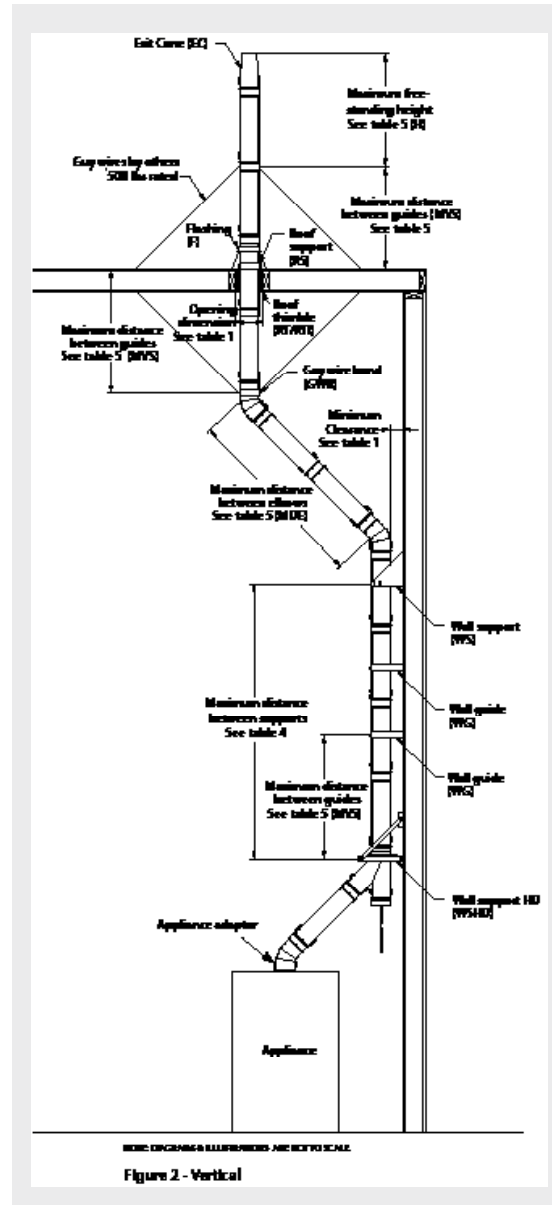 Exit Cone (EC)
Maximum free-
standing height
See table 5 (H)
Guy wires by others
500 lbs rated
Maximum distance
between guides (MVS)
See table 5
Flashing
(F)
Roof
support
(RS)
Opening
dimension
See table 1
Roof
thimble
Maximum distance
between guides
See table 5 (MVS)
Guy wire band
(GWB)
Minimum
Clearance
See table 1
Maximum distance
between elbows
See table 5 (MDE)
Wall support
(WS)
Wall guide
(WG)
Maximum distance
between supports
See table 4
Wall guide
(WG)
Maximum distance
between guides
See table 5 (MVS)
Wall support HD
(WSHD)
Appliance adaptor
Appliance
NOTE: DIAGRAMS & ILLUSTRATIONS ARE NOT TO SCALE.
Figure 2 - Vertical